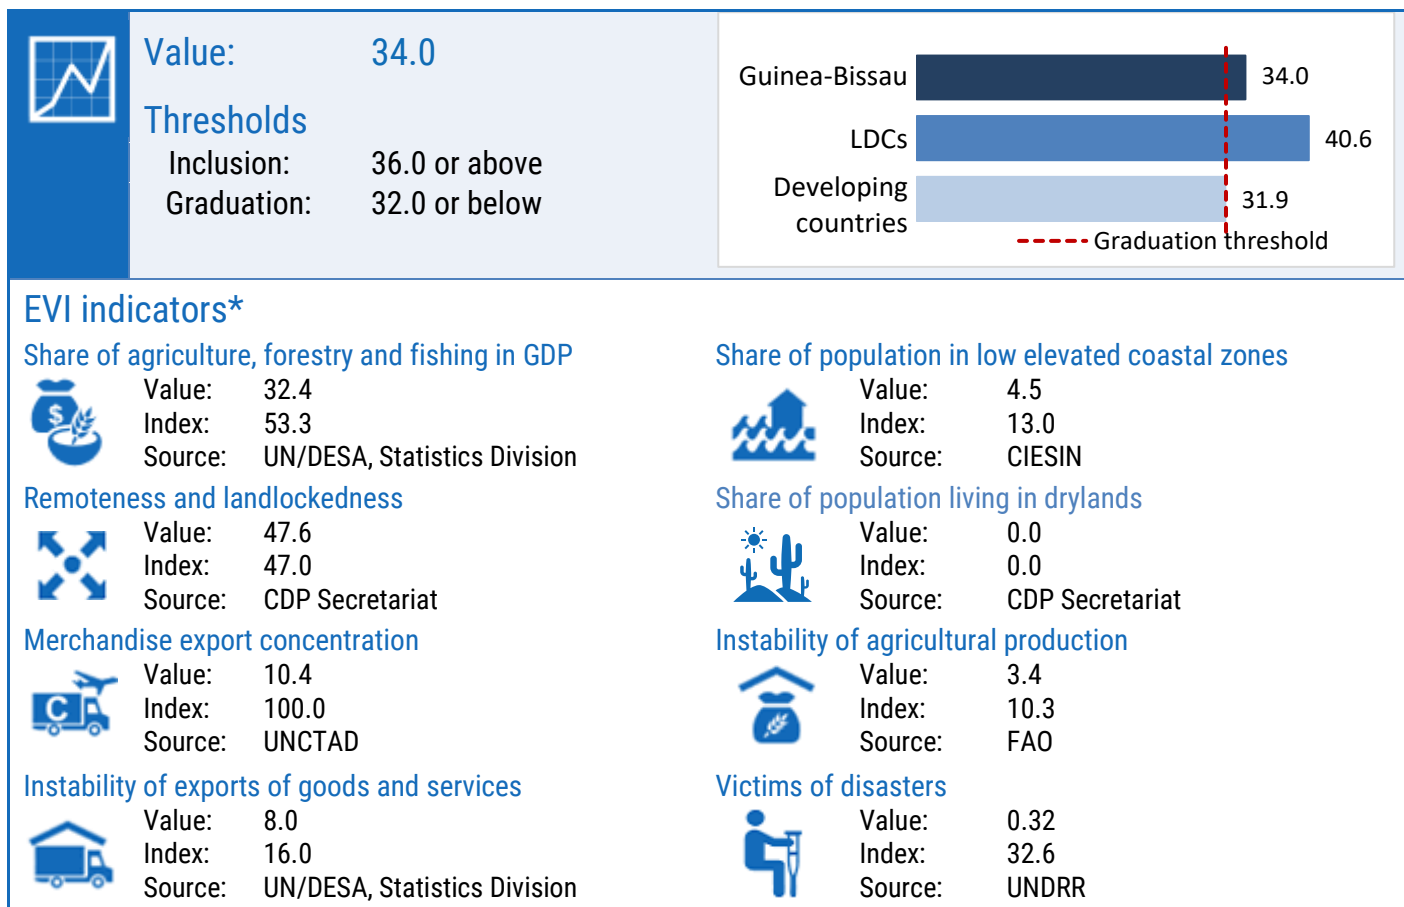 Value: 34.0
Thresholds
Inclusion: 36.0 or above
Graduation: 32.0 or below
Guinea-Bissau 34.0
LDCs 40.6
Developing
countries 31.9
Graduation threshold
EVI indicators*
Share of agriculture, forestry and fishing in GDP
$
Value: 32.4
Index: 53.3
Source: UN/DESA, Statistics Division
Share of population in low elevated coastal zones
Value: 4.5
Index: 13.0
Source: CIESIN
Remoteness and landlockedness
Value: 47.6
Index: 47.0
Source: CDP Secretariat
Share of population living in drylands
Value: 0.0
Index: 0.0
Source: CDP Secretariat
Merchandise export concentration
C
Value: 10.4
Index: 100.0
Source: UNCTAD
Instability of agricultural production
Value: 3.4
Index: 10.3
Source: FAO
Instability of exports of goods and services
Value: 8.0
Index: 16.0
Source: UN/DESA, Statistics Division
Victims of disasters
Value: 0.32
Index: 32.6
Source: UNDRR